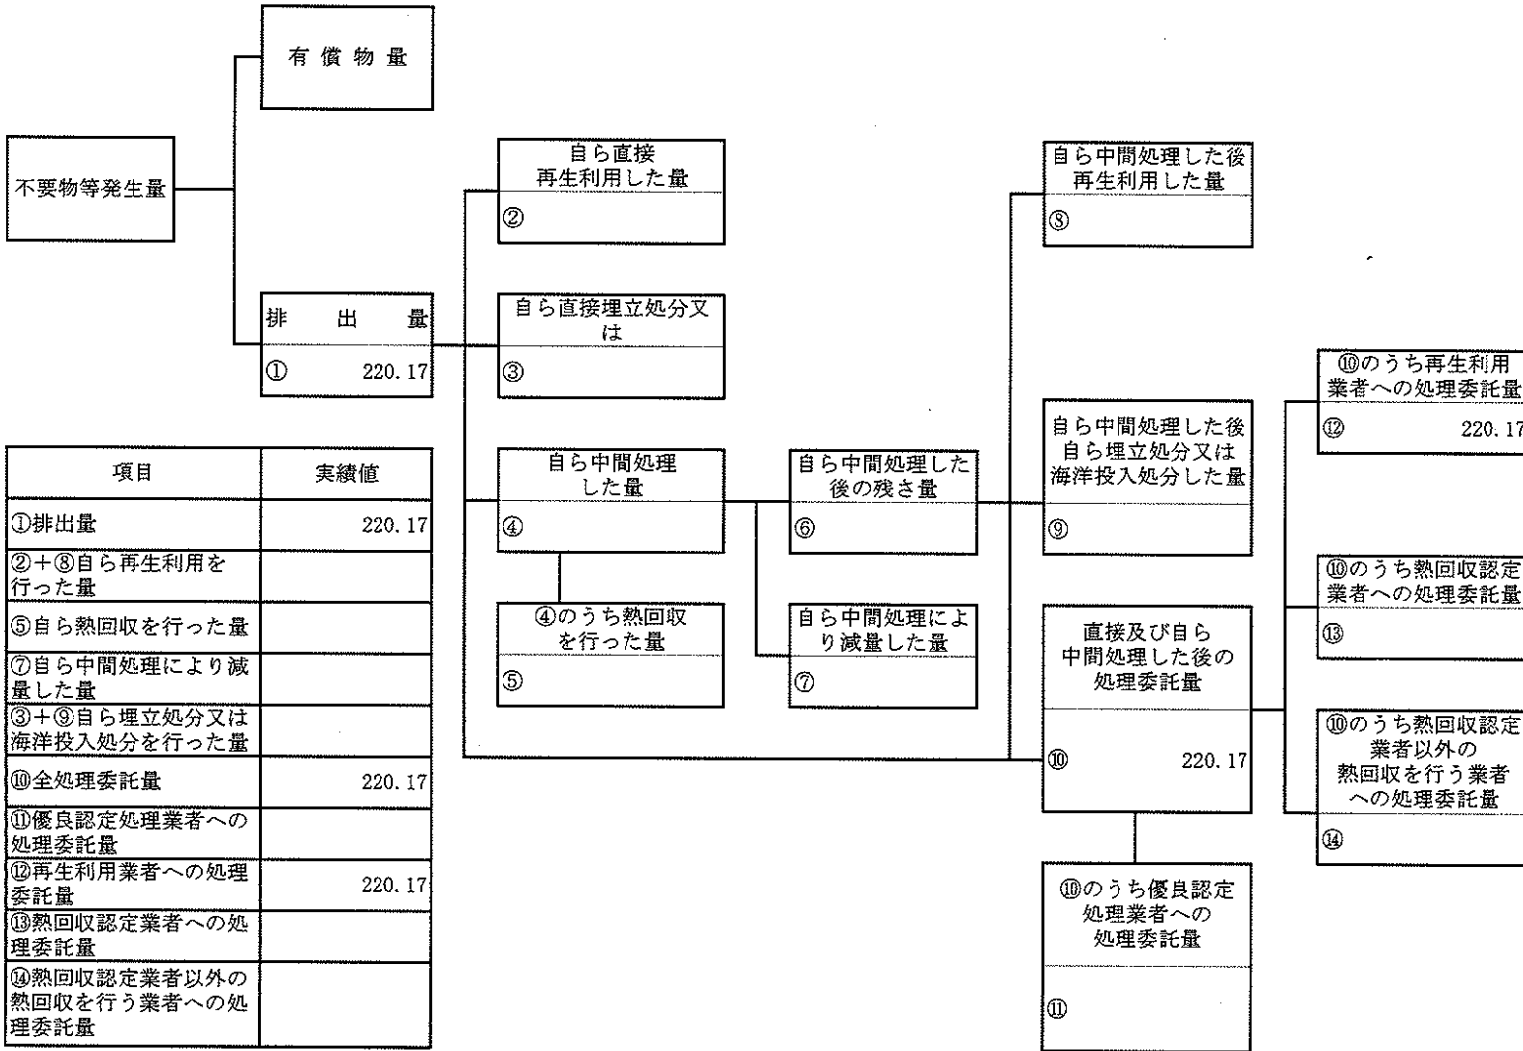 有 償 物 量
不要物等発生量
排 出 量
① 220.17
自ら直接
再生利用した量
②
自ら直接埋立処分又
は
③
自ら中間処理
した量
④
④のうち熱回収
を行った量
⑤
自ら中間処理した
後の残さ量
⑥
自ら中間処理によ
り減量した量
⑦
自ら中間処理した後
再生利用した量
⑧
自ら中間処理した後
自ら埋立処分又は
海洋投入処分した量
⑨
直接及び自ら
中間処理した後の
処理委託量
⑩ 220.17
⑩のうち優良認定
処理業者への
処理委託量
⑪
⑩のうち再生利用
業者への処理委託量
⑫ 220.17
⑩のうち熱回収認定
業者への処理委託量
⑬
⑩のうち熱回収認定
業者以外の
熱回収を行う業者
への処理委託量
⑭
項目 実績値
①排出量 220.17
②+⑧自ら再生利用を
行った量
⑤自ら熱回収を行った量
⑦自ら中間処理により減
量した量
③+⑨自ら埋立処分又は
海洋投入処分を行った量
⑩全処理委託量 220.17
⑪優良認定処理業者への
処理委託量
⑫再生利用業者への処理
委託量 220.17
⑬熱回収認定業者への処
理委託量
⑭熱回収認定業者以外の
熱回収を行う業者への処
理委託量